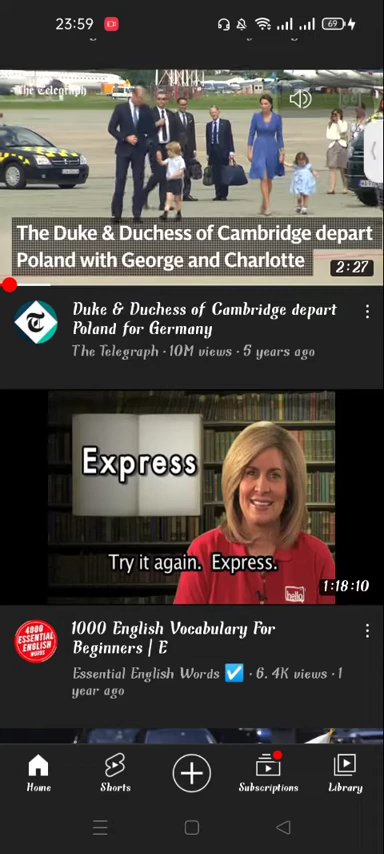 23:59
69
The Telegraph
The Duke & Duchess of Cambridge depart
Poland with George and Charlotte
2:27
T
Duke & Duchess of Cambridge depart
Poland for Germany
The Telegraph · 10M views · 5 years ago
Express
Try it again. Express.
hello
1:18:10
4000
ESSENTIAL
ENGLISH
WORDS
1000 English Vocabulary For
Beginners | E
Essential English Words ☑️ · 6.4K views · 1
year ago
Home
Shorts
Subscriptions
Library